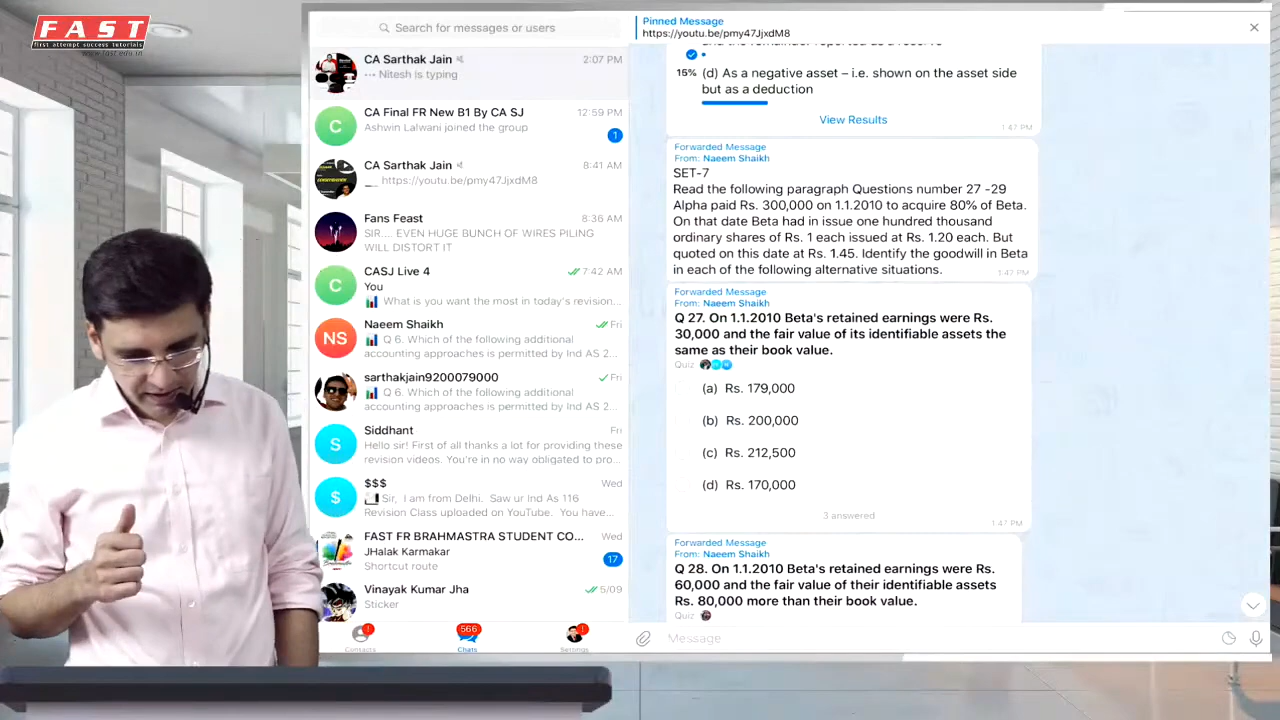 FAST
first attempt success tutorials
www.fast.edu.in
Search for messages or users
CA Sarthak Jain
2:07 PM
Nitesh is typing
CA Final FR New B1 By CA SJ
12:59 PM
Ashwin Lalwani joined the group
1
CA Sarthak Jain
8:41 AM
https://youtu.be/pmy47JjxdM8
Fans Feast
8:36 AM
SIR.... EVEN HUGE BUNCH OF WIRES PILING
WILL DISTORT IT
CASJ Live 4
7:42 AM
You
What is you want the most in today's revision...
Naeem Shaikh
Fri
Q 6. Which of the following additional
accounting approaches is permitted by Ind AS 2...
sarthakjain9200079000
Fri
Q 6. Which of the following additional
accounting approaches is permitted by Ind AS 2...
Siddhant
Fri
Hello sir! First of all thanks a lot for providing these
revision videos. You're in no way obligated to pro...
$$$
Wed
Sir, I am from Delhi. Saw ur Ind As 116
Revision Class uploaded on YouTube. You have...
FAST FR BRAHMASTRA STUDENT CO...
Wed
JHalak Karmakar
17
Shortcut route
Vinayak Kumar Jha
5/09
Sticker
566
Contacts
Chats
Settings
Pinned Message
https://youtu.be/pmy47JjxdM8
and the remainder reported as a reserve
15% (d) As a negative asset – i.e. shown on the asset side
but as a deduction
View Results
1:47 PM
Forwarded Message
From: Naeem Shaikh
SET-7
Read the following paragraph Questions number 27 -29
Alpha paid Rs. 300,000 on 1.1.2010 to acquire 80% of Beta.
On that date Beta had in issue one hundred thousand
ordinary shares of Rs. 1 each issued at Rs. 1.20 each. But
quoted on this date at Rs. 1.45. Identify the goodwill in Beta
in each of the following alternative situations.
1:47 PM
Forwarded Message
From: Naeem Shaikh
Q 27. On 1.1.2010 Beta's retained earnings were Rs.
30,000 and the fair value of its identifiable assets the
same as their book value.
Quiz
(a) Rs. 179,000
(b) Rs. 200,000
(c) Rs. 212,500
(d) Rs. 170,000
3 answered
1:47 PM
Forwarded Message
From: Naeem Shaikh
Q 28. On 1.1.2010 Beta's retained earnings were Rs.
60,000 and the fair value of their identifiable assets
Rs. 80,000 more than their book value.
Quiz
Message